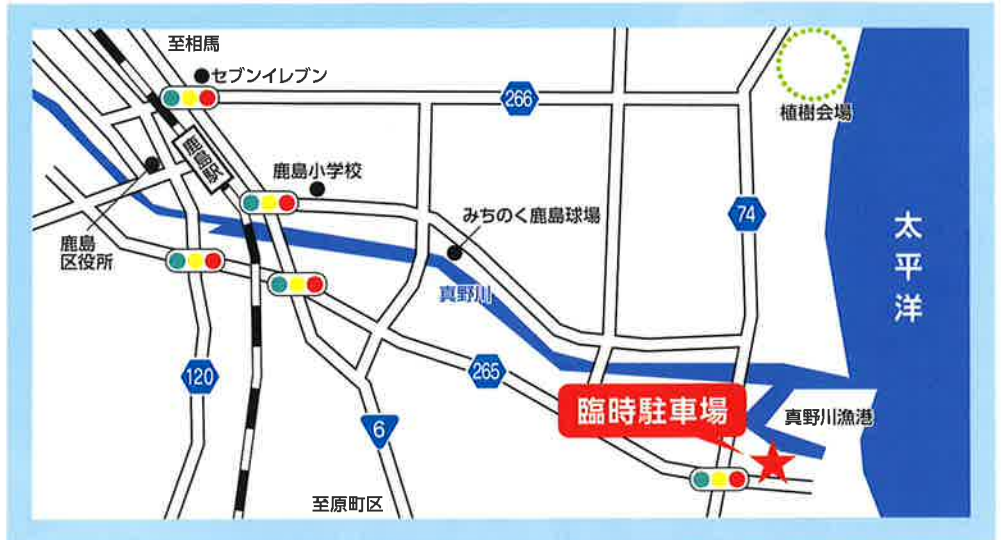 至相馬
セブンイレブン
266
植樹会場
鹿島駅
鹿島小学校
みちのく鹿島球場
74
鹿島
区役所
太平洋
真野川
120
265
臨時駐車場
真野川漁港
6
至原町区